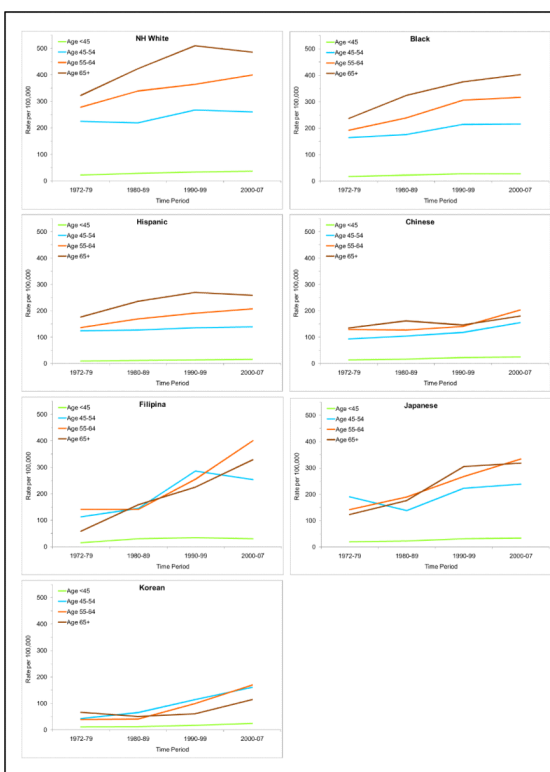 NH White
Age <45
Age 45-54
Age 55-64
Age 65+
Rate per 100,000
500
400
300
200
100
0
1972-79
1980-89
1990-99
2000-07
Time Period
Black
Age <45
Age 45-54
Age 55-64
Age 65+
Rate per 100,000
500
400
300
200
100
0
1972-79
1980-89
1990-99
2000-07
Time Period
Hispanic
Age <45
Age 45-54
Age 55-64
Age 65+
Rate per 100,000
500
400
300
200
100
0
1972-79
1980-89
1990-99
2000-07
Time Period
Chinese
Age <45
Age 45-54
Age 55-64
Age 65+
Rate per 100,000
500
400
300
200
100
0
1972-79
1980-89
1990-99
2000-07
Time Period
Filipina
Age <45
Age 45-54
Age 55-64
Age 65+
Rate per 100,000
500
400
300
200
100
0
1972-79
1980-89
1990-99
2000-07
Time Period
Japanese
Age <45
Age 45-54
Age 55-64
Age 65+
Rate per 100,000
500
400
300
200
100
0
1972-79
1980-89
1990-99
2000-07
Time Period
Korean
Age <45
Age 45-54
Age 55-64
Age 65+
Rate per 100,000
500
400
300
200
100
0
1972-79
1980-89
1990-99
2000-07
Time Period